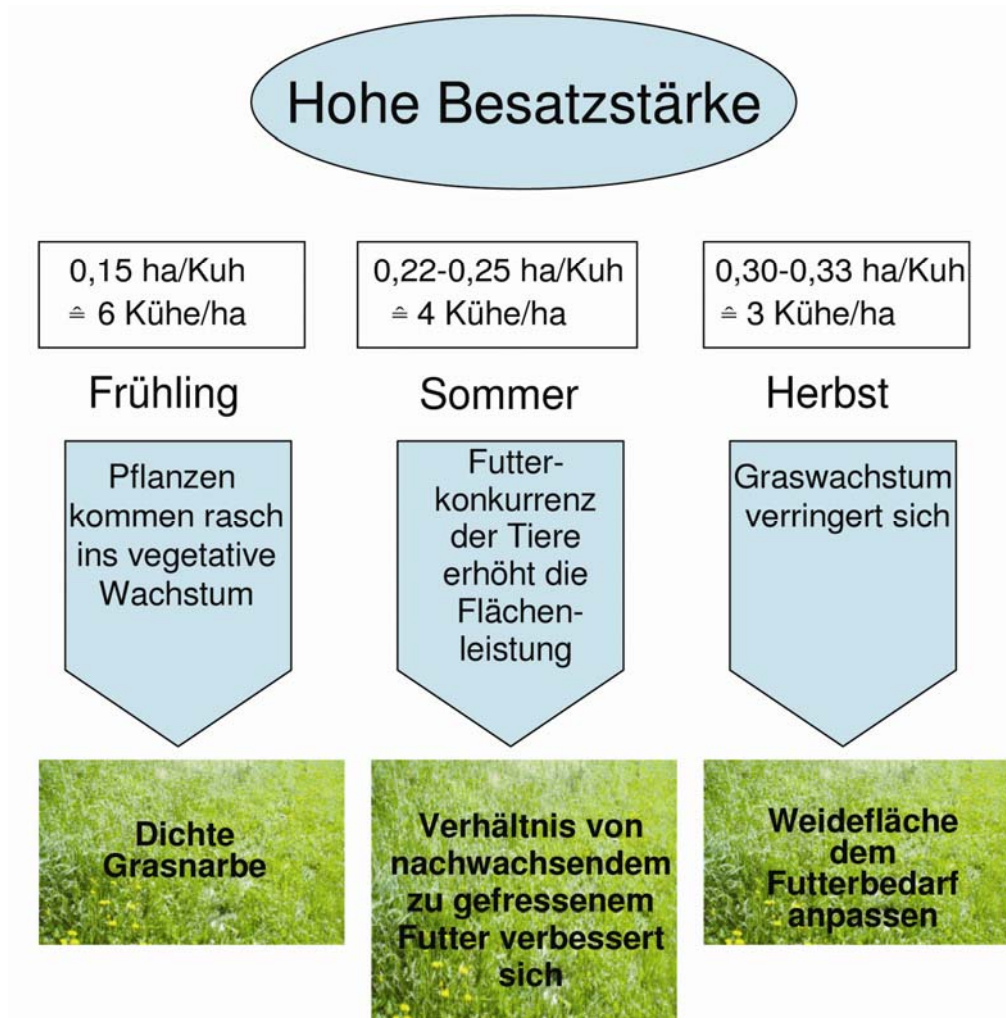 Hohe Besatzstärke
0,15 ha/Kuh
≙ 6 Kühe/ha
0,22-0,25 ha/Kuh
≙ 4 Kühe/ha
0,30-0,33 ha/Kuh
≙ 3 Kühe/ha
Frühling
Sommer
Herbst
Pflanzen
kommen rasch
ins vegetative
Wachstum
Futter-
konkurrenz
der Tiere
erhöht die
Flächen-
leistung
Graswachstum
verringert sich
Dichte
Grasnarbe
Verhältnis von
nachwachsendem
zu gefressenem
Futter verbessert
sich
Weidefläche
dem
Futterbedarf
anpassen